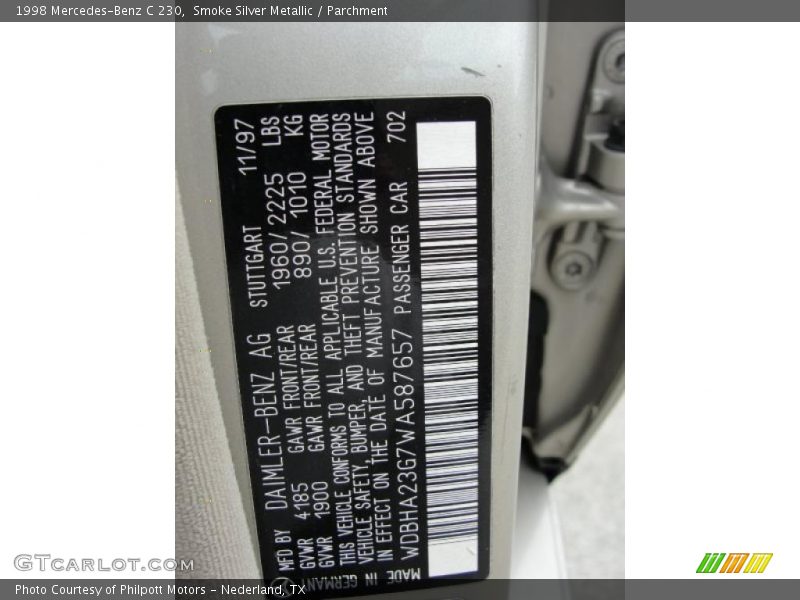 1998 Mercedes-Benz C 230,  Smoke Silver Metallic / Parchment
MFD BY DAIMLER-BENZ AG STUTTGART 11/97
GVWR 4185 GAWR FRONT/REAR 1960/ 2225 LBS
GVWR 1900 GAWR FRONT/REAR 890/ 1010 KG
THIS VEHICLE CONFORMS TO ALL APPLICABLE U.S. FEDERAL MOTOR
VEHICLE SAFETY, BUMPER, AND THEFT PREVENTION STANDARDS
IN EFFECT ON THE DATE OF MANUFACTURE SHOWN ABOVE
WDBHA23G7WA587657 PASSENGER CAR 702
MADE IN GERMANY
GTCarLot.com
Photo Courtesy of Philpott Motors - Nederland, TX